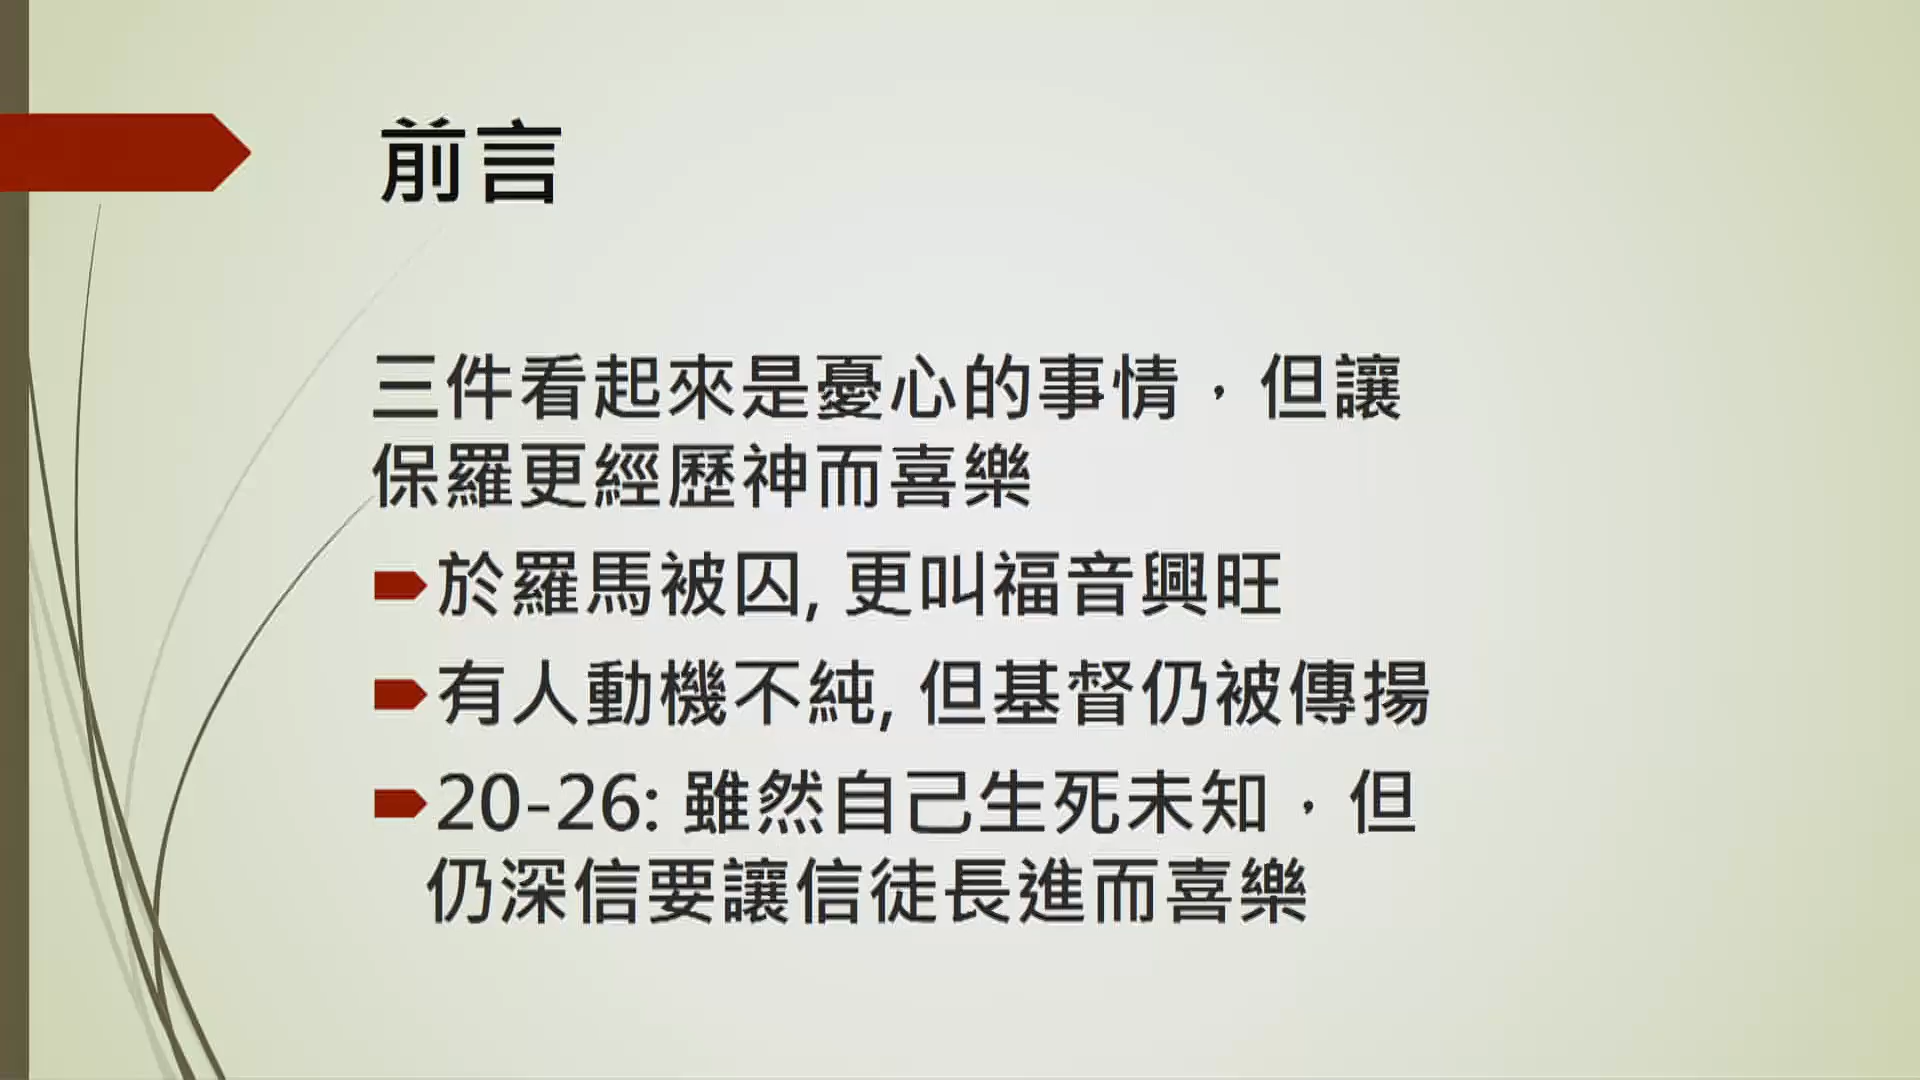 前言
三件看起來是憂心的事情，但讓
保羅更經歷神而喜樂
於羅馬被囚, 更叫福音興旺
有人動機不純, 但基督仍被傳揚
20-26: 雖然自己生死未知，但
仍深信要讓信徒長進而喜樂